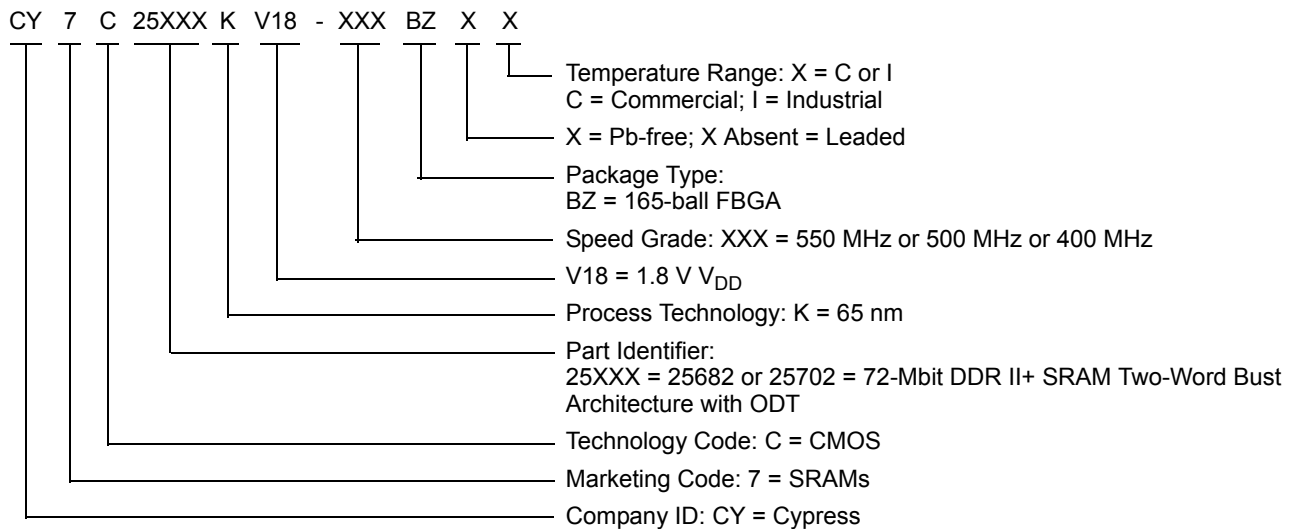 CY 7 C 25XXX K V18 - XXX BZ X X
Temperature Range: X = C or I
C = Commercial; I = Industrial
X = Pb-free; X Absent = Leaded
Package Type:
BZ = 165-ball FBGA
Speed Grade: XXX = 550 MHz or 500 MHz or 400 MHz
V18 = 1.8 V VDD
Process Technology: K = 65 nm
Part Identifier:
25XXX = 25682 or 25702 = 72-Mbit DDR II+ SRAM Two-Word Bust
Architecture with ODT
Technology Code: C = CMOS
Marketing Code: 7 = SRAMs
Company ID: CY = Cypress